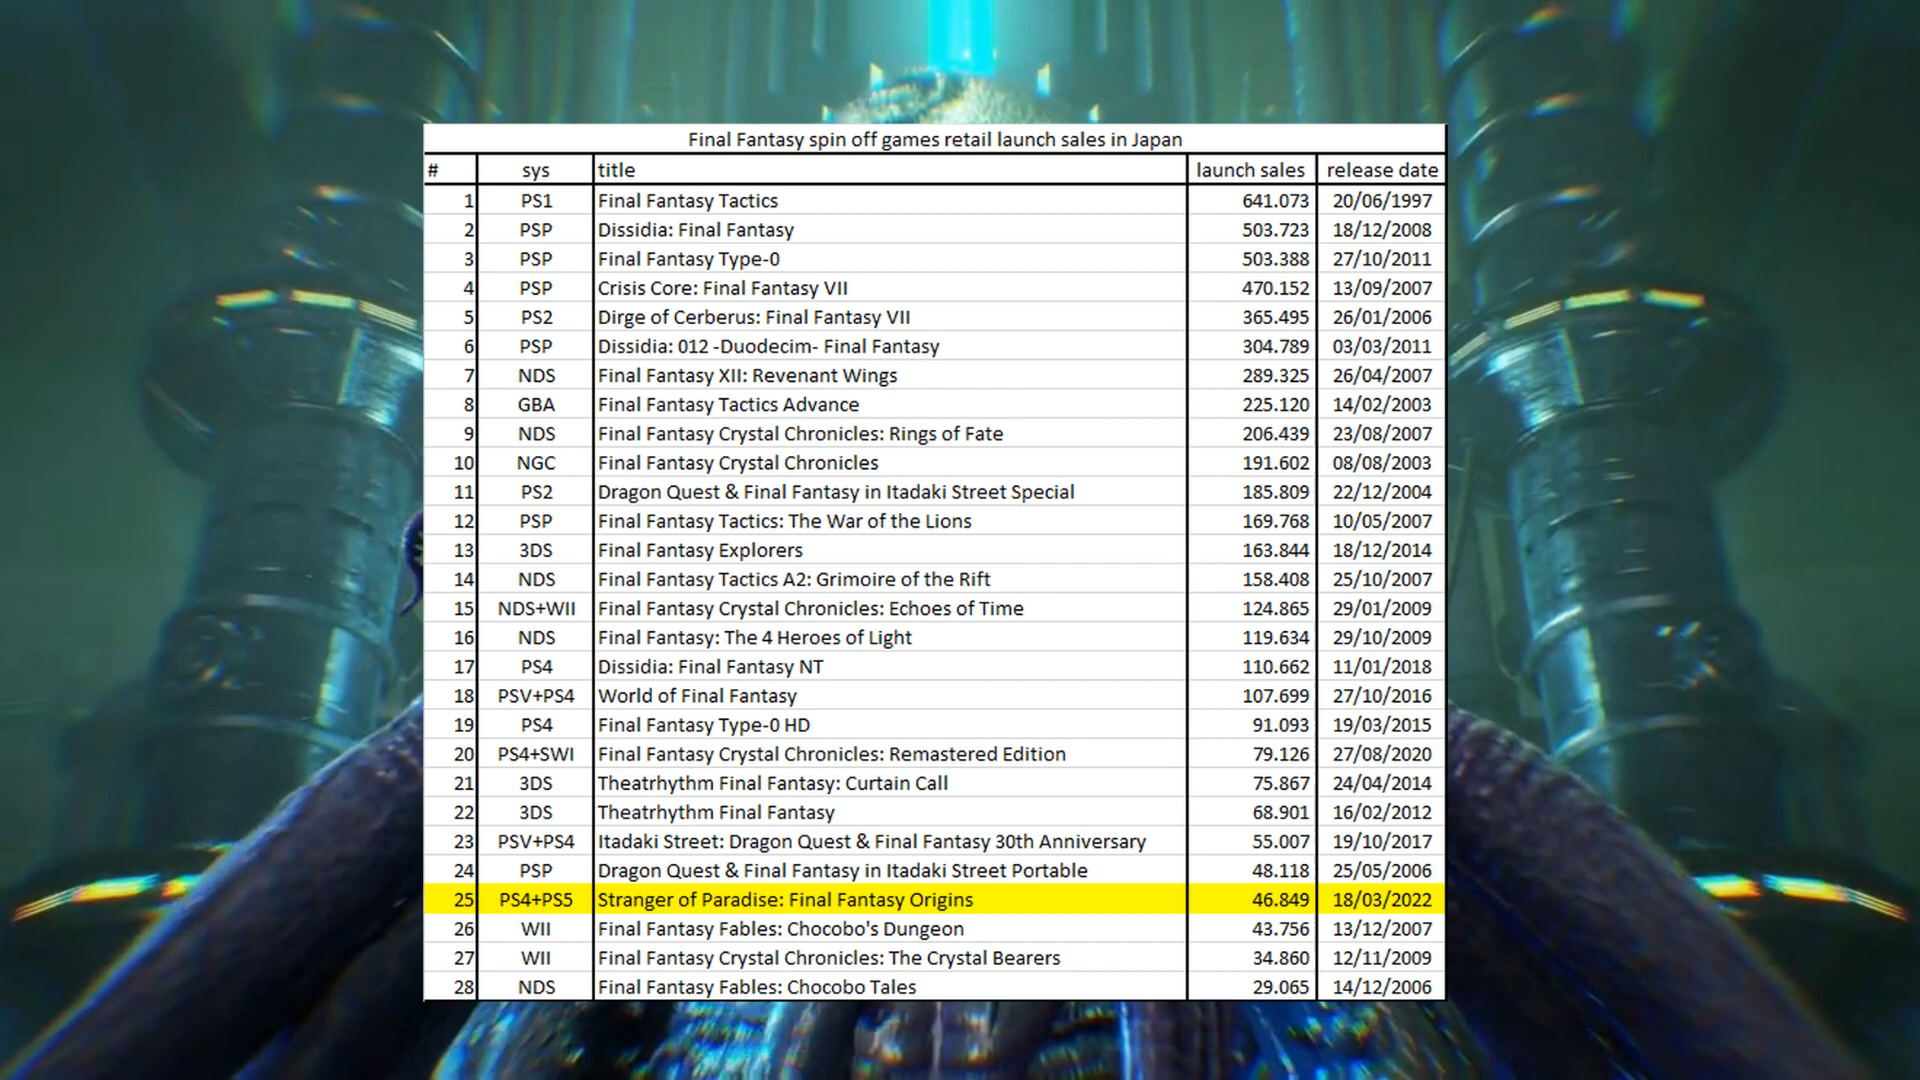 Final Fantasy spin off games retail launch sales in Japan
# sys title launch sales release date
1 PS1 Final Fantasy Tactics 641.073 20/06/1997
2 PSP Dissidia: Final Fantasy 503.723 18/12/2008
3 PSP Final Fantasy Type-0 503.388 27/10/2011
4 PSP Crisis Core: Final Fantasy VII 470.152 13/09/2007
5 PS2 Dirge of Cerberus: Final Fantasy VII 365.495 26/01/2006
6 PSP Dissidia: 012 -Duodecim- Final Fantasy 304.789 03/03/2011
7 NDS Final Fantasy XII: Revenant Wings 289.325 26/04/2007
8 GBA Final Fantasy Tactics Advance 225.120 14/02/2003
9 NDS Final Fantasy Crystal Chronicles: Rings of Fate 206.439 23/08/2007
10 NGC Final Fantasy Crystal Chronicles 191.602 08/08/2003
11 PS2 Dragon Quest & Final Fantasy in Itadaki Street Special 185.809 22/12/2004
12 PSP Final Fantasy Tactics: The War of the Lions 169.768 10/05/2007
13 3DS Final Fantasy Explorers 163.844 18/12/2014
14 NDS Final Fantasy Tactics A2: Grimoire of the Rift 158.408 25/10/2007
15 NDS+WII Final Fantasy Crystal Chronicles: Echoes of Time 124.865 29/01/2009
16 NDS Final Fantasy: The 4 Heroes of Light 119.634 29/10/2009
17 PS4 Dissidia: Final Fantasy NT 110.662 11/01/2018
18 PSV+PS4 World of Final Fantasy 107.699 27/10/2016
19 PS4 Final Fantasy Type-0 HD 91.093 19/03/2015
20 PS4+SWI Final Fantasy Crystal Chronicles: Remastered Edition 79.126 27/08/2020
21 3DS Theatrhythm Final Fantasy: Curtain Call 75.867 24/04/2014
22 3DS Theatrhythm Final Fantasy 68.901 16/02/2012
23 PSV+PS4 Itadaki Street: Dragon Quest & Final Fantasy 30th Anniversary 55.007 19/10/2017
24 PSP Dragon Quest & Final Fantasy in Itadaki Street Portable 48.118 25/05/2006
25 PS4+PS5 Stranger of Paradise: Final Fantasy Origins 46.849 18/03/2022
26 WII Final Fantasy Fables: Chocobo's Dungeon 43.756 13/12/2007
27 WII Final Fantasy Crystal Chronicles: The Crystal Bearers 34.860 12/11/2009
28 NDS Final Fantasy Fables: Chocobo Tales 29.065 14/12/2006